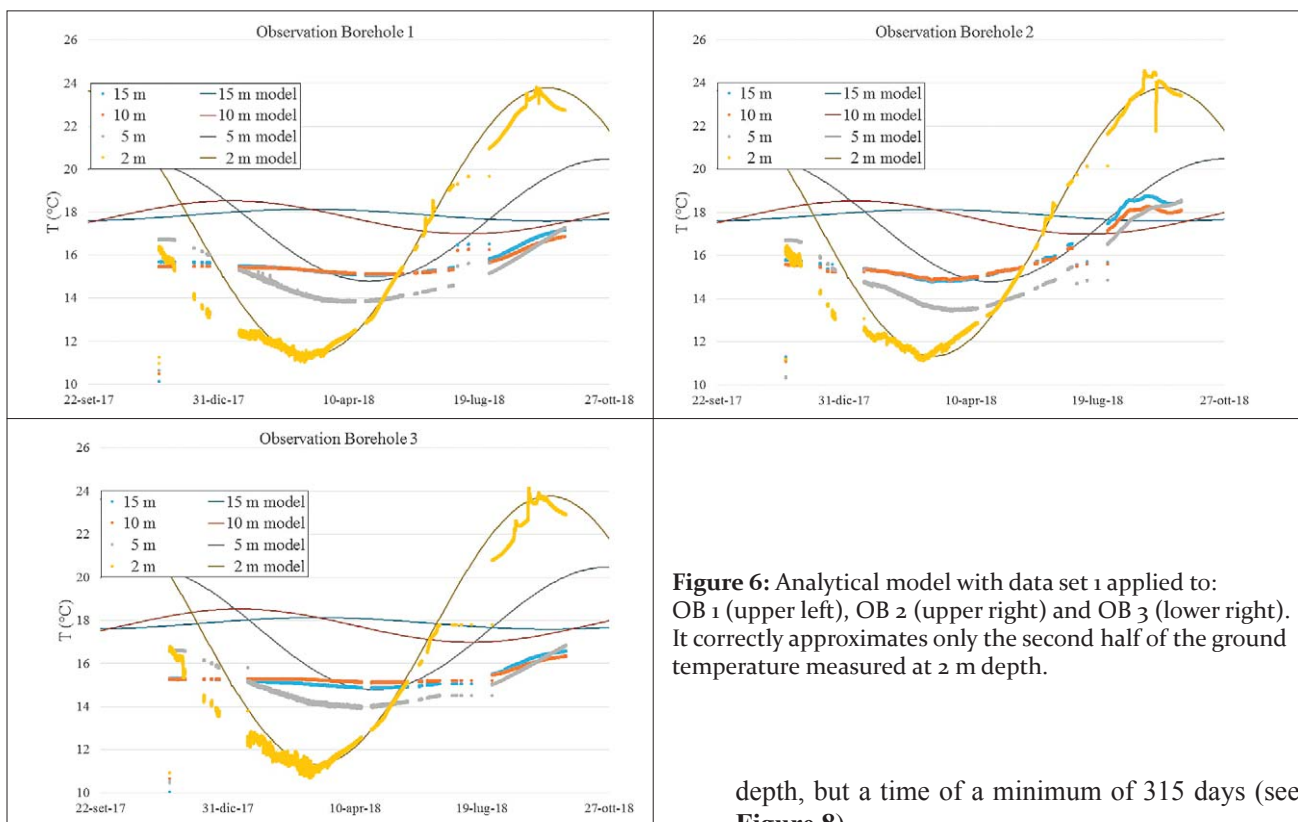 Observation Borehole 1
26
24
22
20
18
16
14
12
10
T (°C)
15 m
15 m model
10 m
10 m model
5 m
5 m model
2 m
2 m model
22-set-17
31-dic-17
10-apr-18
19-lug-18
27-ott-18
Observation Borehole 2
26
24
22
20
18
16
14
12
10
T (°C)
15 m
15 m model
10 m
10 m model
5 m
5 m model
2 m
2 m model
22-set-17
31-dic-17
10-apr-18
19-lug-18
27-ott-18
Observation Borehole 3
26
24
22
20
18
16
14
12
10
T (°C)
15 m
15 m model
10 m
10 m model
5 m
5 m model
2 m
2 m model
22-set-17
31-dic-17
10-apr-18
19-lug-18
27-ott-18
Figure 6: Analytical model with data set 1 applied to:
OB 1 (upper left), OB 2 (upper right) and OB 3 (lower right).
It correctly approximates only the second half of the ground
temperature measured at 2 m depth.
depth, but a time of a minimum of 315 days (see
Figure 8)